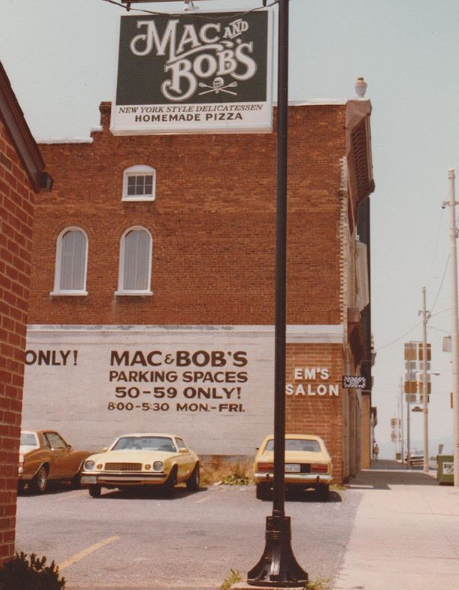 MAC AND
BOB'S
NEW YORK STYLE DELICATESSEN
HOMEMADE PIZZA
ONLY!
MAC & BOB'S
PARKING SPACES
50-59 ONLY!
8:00-5:30 MON.-FRI.
EM'S
SALON